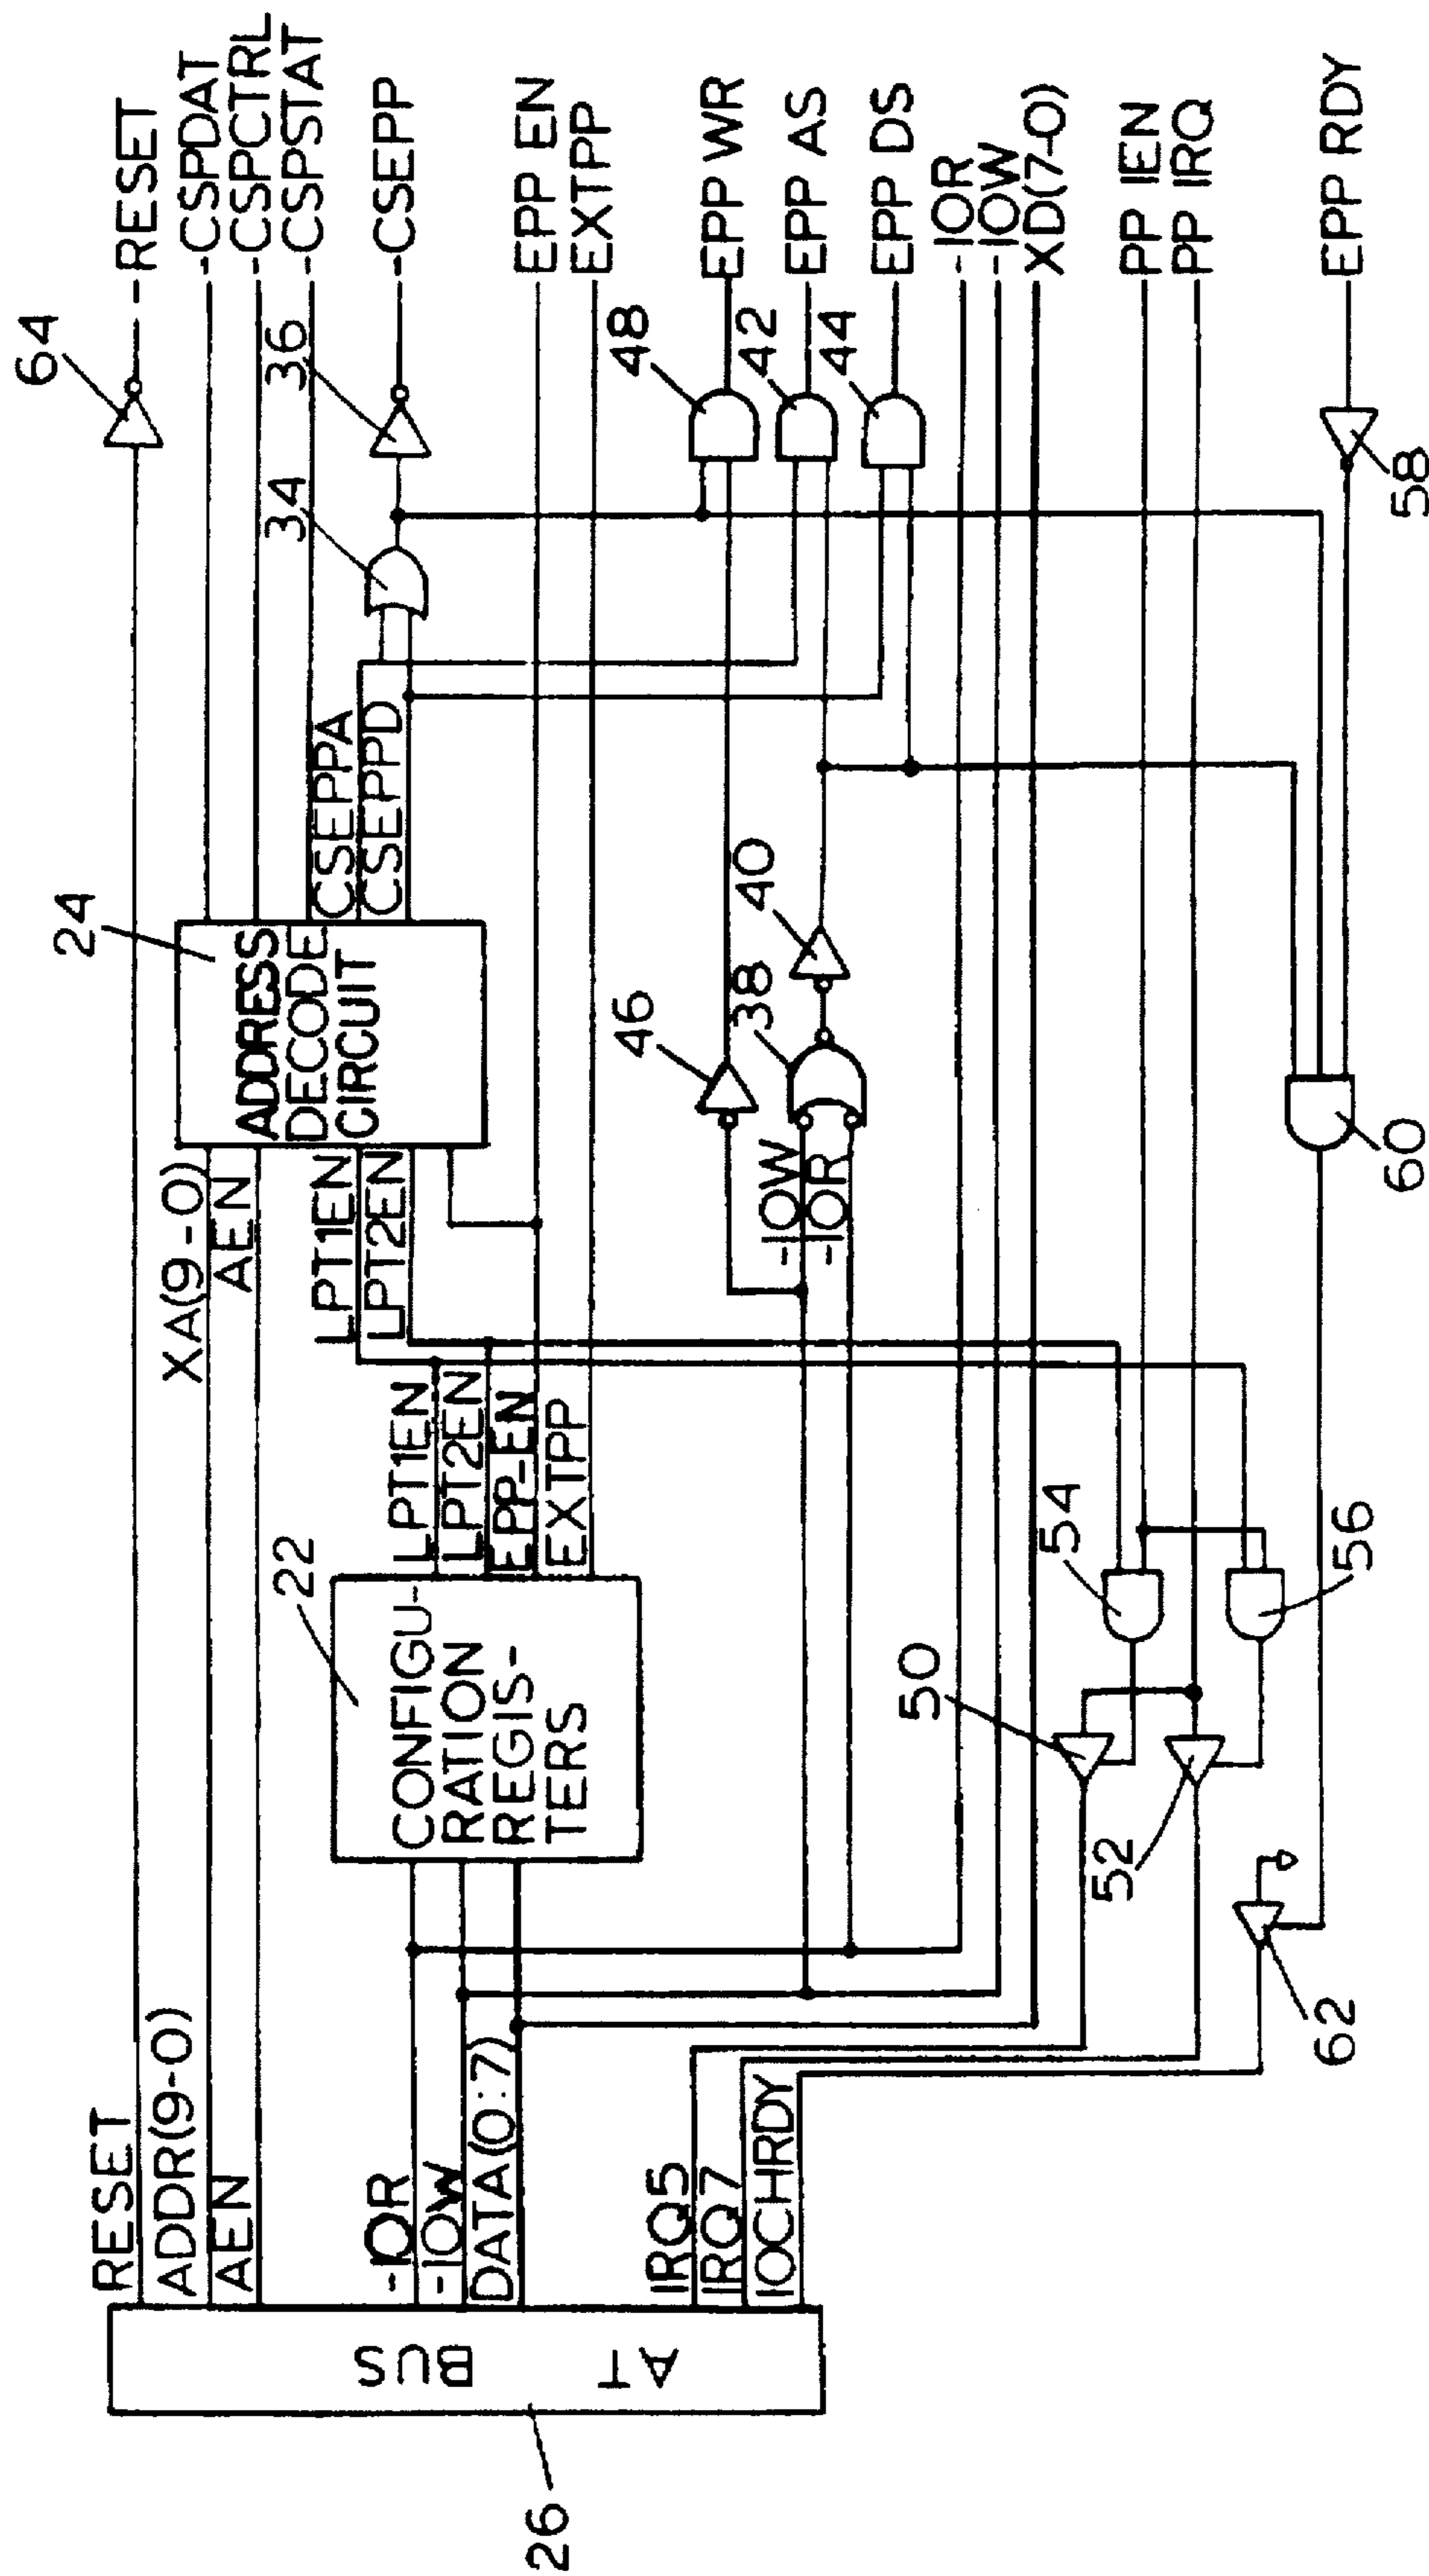 RESET
ADDR(9-0)
AEN
-IOR
-IOW
DATA(0:7)
IRQ5
IRQ7
IOCHRDY
AT BUS
26
22
CONFIGU-
RATION
REGIS-
TERS
LPT1EN
LPT2EN
EPP-EN
EXTPP
XA(9-0)
AEN
LPT1EN
LPT2EN
24
ADDRESS
DECODE
CIRCUIT
CSEPPA
CSEPPD
34
36
64
46
38
40
-IOW
-IOR
48
42
44
50
52
54
56
62
60
58
-RESET
-CSPDAT
-CSPCTRL
-CSPSTAT
-CSEPP
EPP EN
EXTPP
EPP WR
EPP AS
EPP DS
-IOR
-IOW
XD(7-0)
PP IEN
PP IRQ
EPP RDY